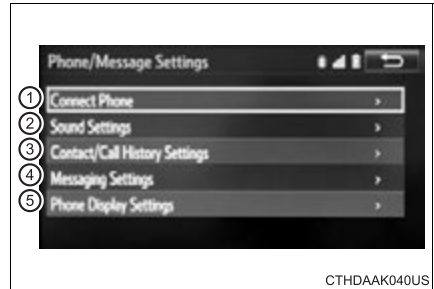 Phone/Message Settings
① Connect Phone
② Sound Settings
③ Contact/Call History Settings
④ Messaging Settings
⑤ Phone Display Settings
CTHDAAK040US